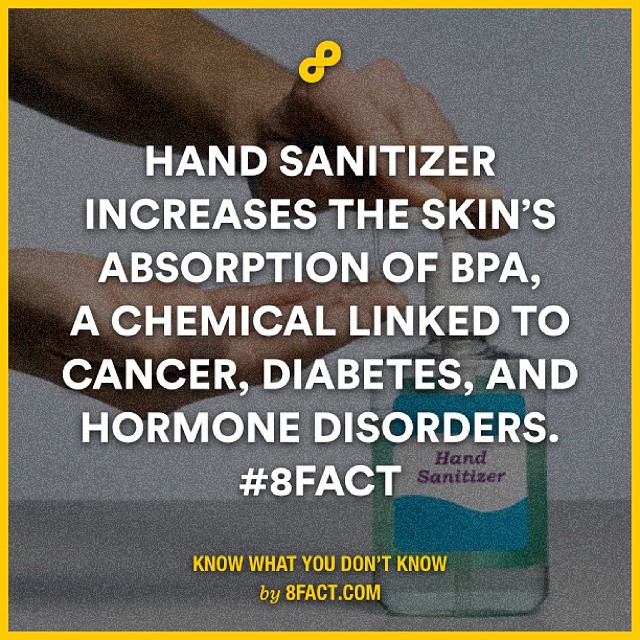 HAND SANITIZER
INCREASES THE SKIN'S
ABSORPTION OF BPA,
A CHEMICAL LINKED TO
CANCER, DIABETES, AND
HORMONE DISORDERS.
#8FACT
Hand
Sanitizer
KNOW WHAT YOU DON'T KNOW
by 8FACT.COM